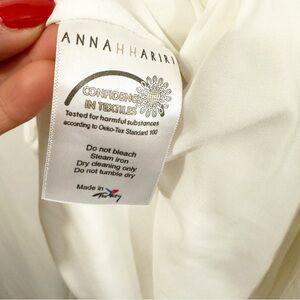 ANNAHHARIRI
CONFIDENCE
IN TEXTILES
Tested for harmful substances
according to Oeko-Tex Standard 100
Do not bleach
Steam iron
Dry cleaning only
Do not tumble dry
Made in
Turkey